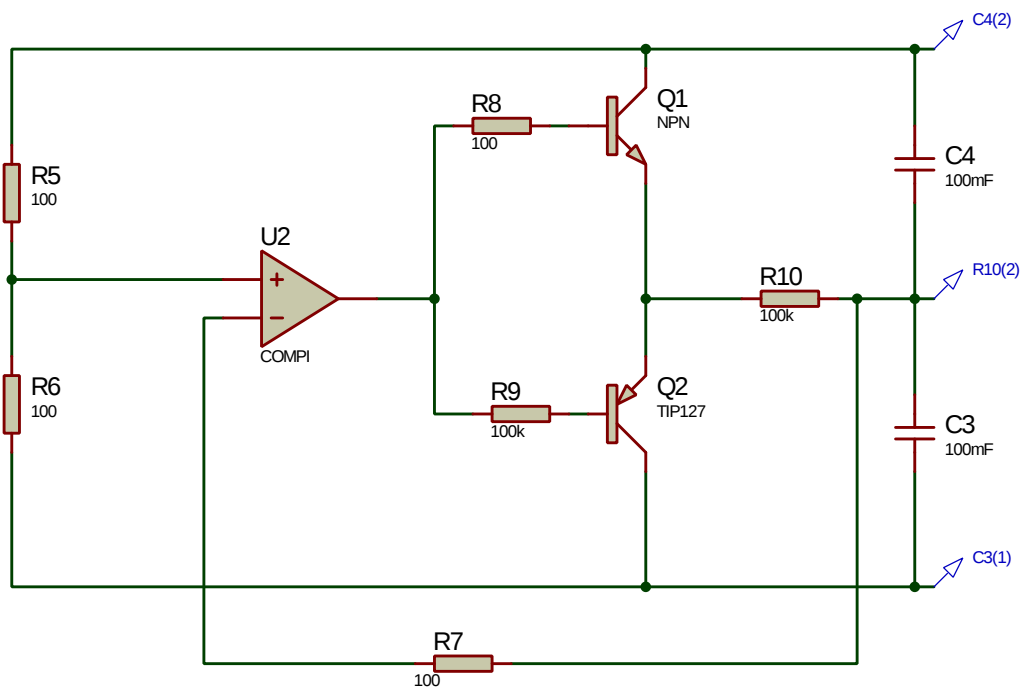 C4(2)
R8
100
Q1
NPN
C4
100mF
R5
100
U2
+
−
COMPI
R10
100k
R10(2)
R6
100
R9
100k
Q2
TIP127
C3
100mF
C3(1)
R7
100